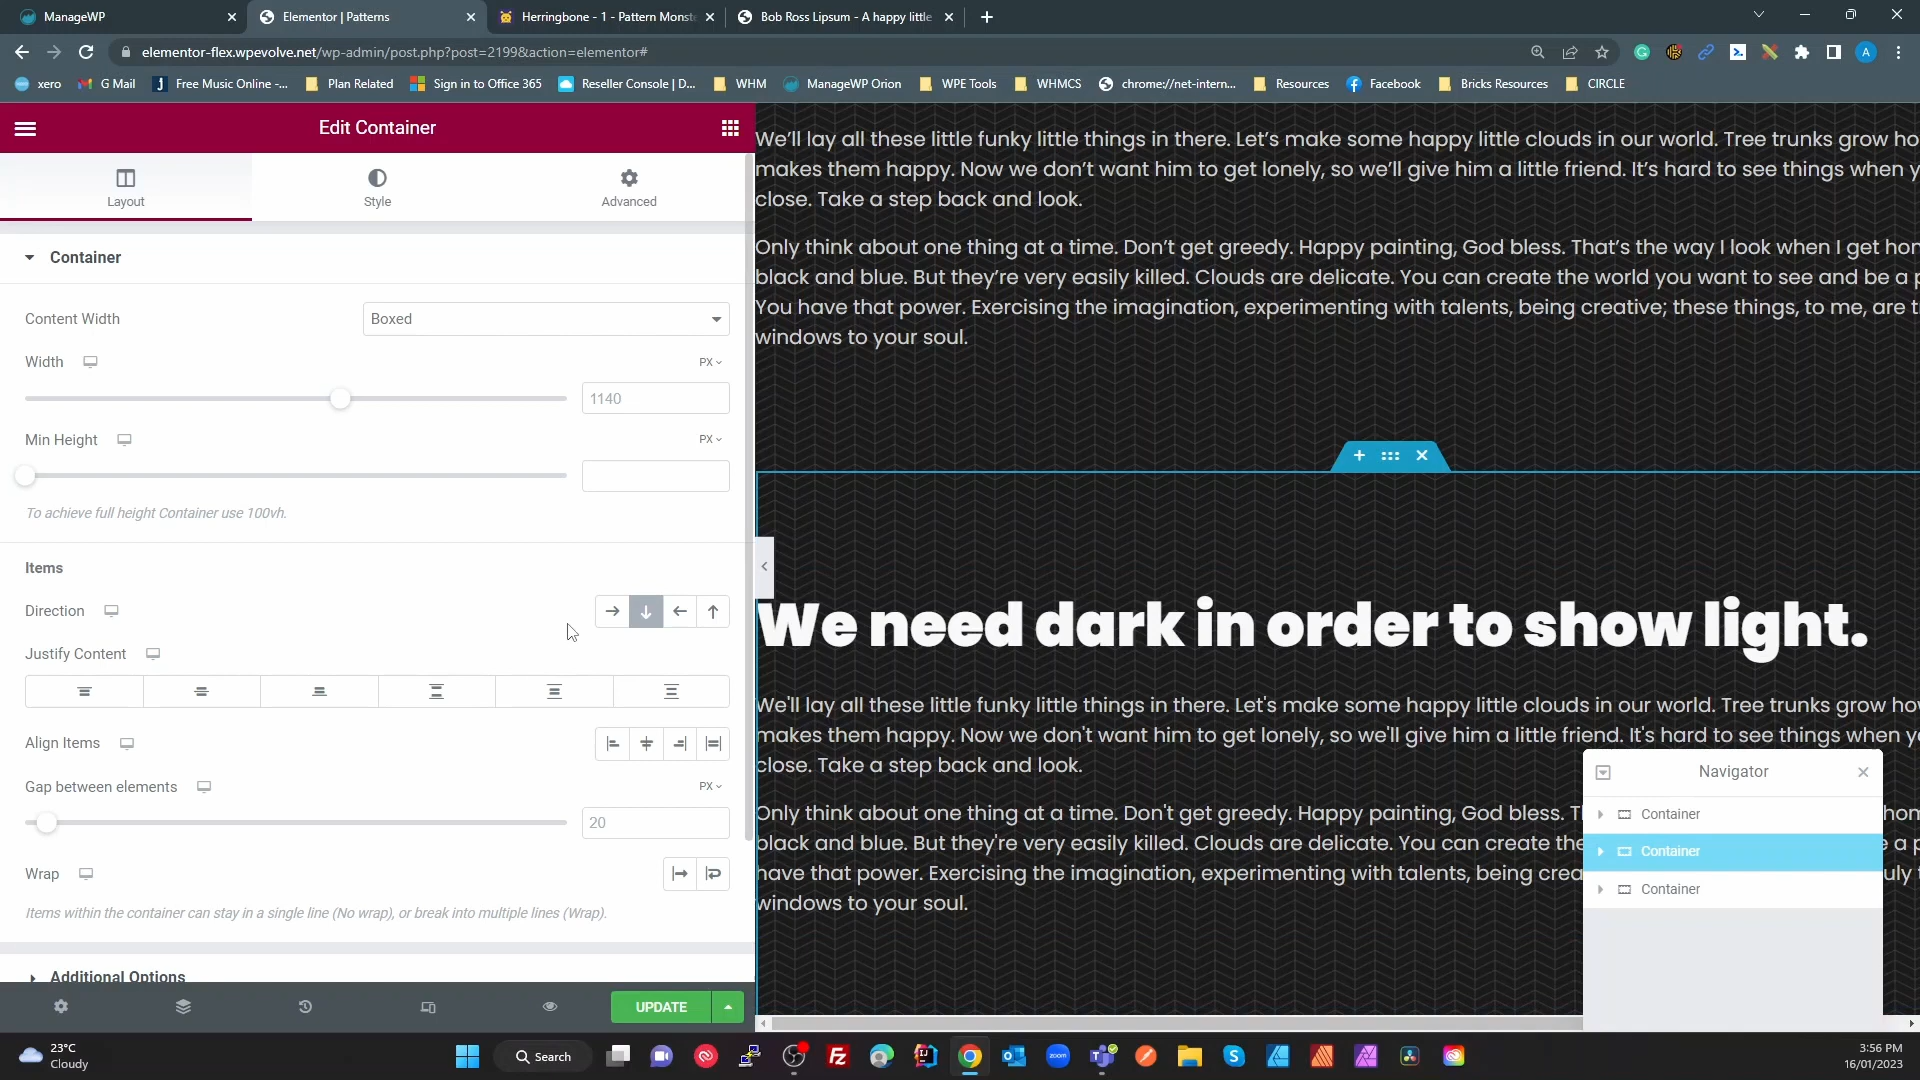 ManageWP
Elementor | Patterns
Herringbone - 1 - Pattern Monst
Bob Ross Lipsum - A happy little
elementor-flex.wpevolve.net/wp-admin/post.php?post=2199&action=elementor#
A
xero
G Mail
Free Music Online -...
Plan Related
Sign in to Office 365
Reseller Console | D...
WHM
ManageWP Orion
WPE Tools
WHMCS
chrome://net-intern...
Resources
Facebook
Bricks Resources
CIRCLE
Edit Container
Layout
Style
Advanced
Container
Content Width
Boxed
Width
PX
1140
Min Height
PX
To achieve full height Container use 100vh.
Items
Direction
Justify Content
Align Items
Gap between elements
PX
20
Wrap
Items within the container can stay in a single line (No wrap), or break into multiple lines (Wrap).
Additional Options
UPDATE
We’ll lay all these little funky little things in there. Let’s make some happy little clouds in our world. Tree trunks grow ho
makes them happy. Now we don’t want him to get lonely, so we’ll give him a little friend. It’s hard to see things when y
close. Take a step back and look.
Only think about one thing at a time. Don’t get greedy. Happy painting, God bless. That’s the way I look when I get hom
black and blue. But they’re very easily killed. Clouds are delicate. You can create the world you want to see and be a p
You have that power. Exercising the imagination, experimenting with talents, being creative; these things, to me, are t
windows to your soul.
We need dark in order to show light.
We'll lay all these little funky little things in there. Let's make some happy little clouds in our world. Tree trunks grow ho
makes them happy. Now we don't want him to get lonely, so we'll give him a little friend. It's hard to see things when y
close. Take a step back and look.
Only think about one thing at a time. Don't get greedy. Happy painting, God bless. T hom
black and blue. But they're very easily killed. Clouds are delicate. You can create the e a p
have that power. Exercising the imagination, experimenting with talents, being crea uly t
windows to your soul.
Navigator
Container
Container
Container
23°C
Cloudy
Search
zoom
3:56 PM
16/01/2023